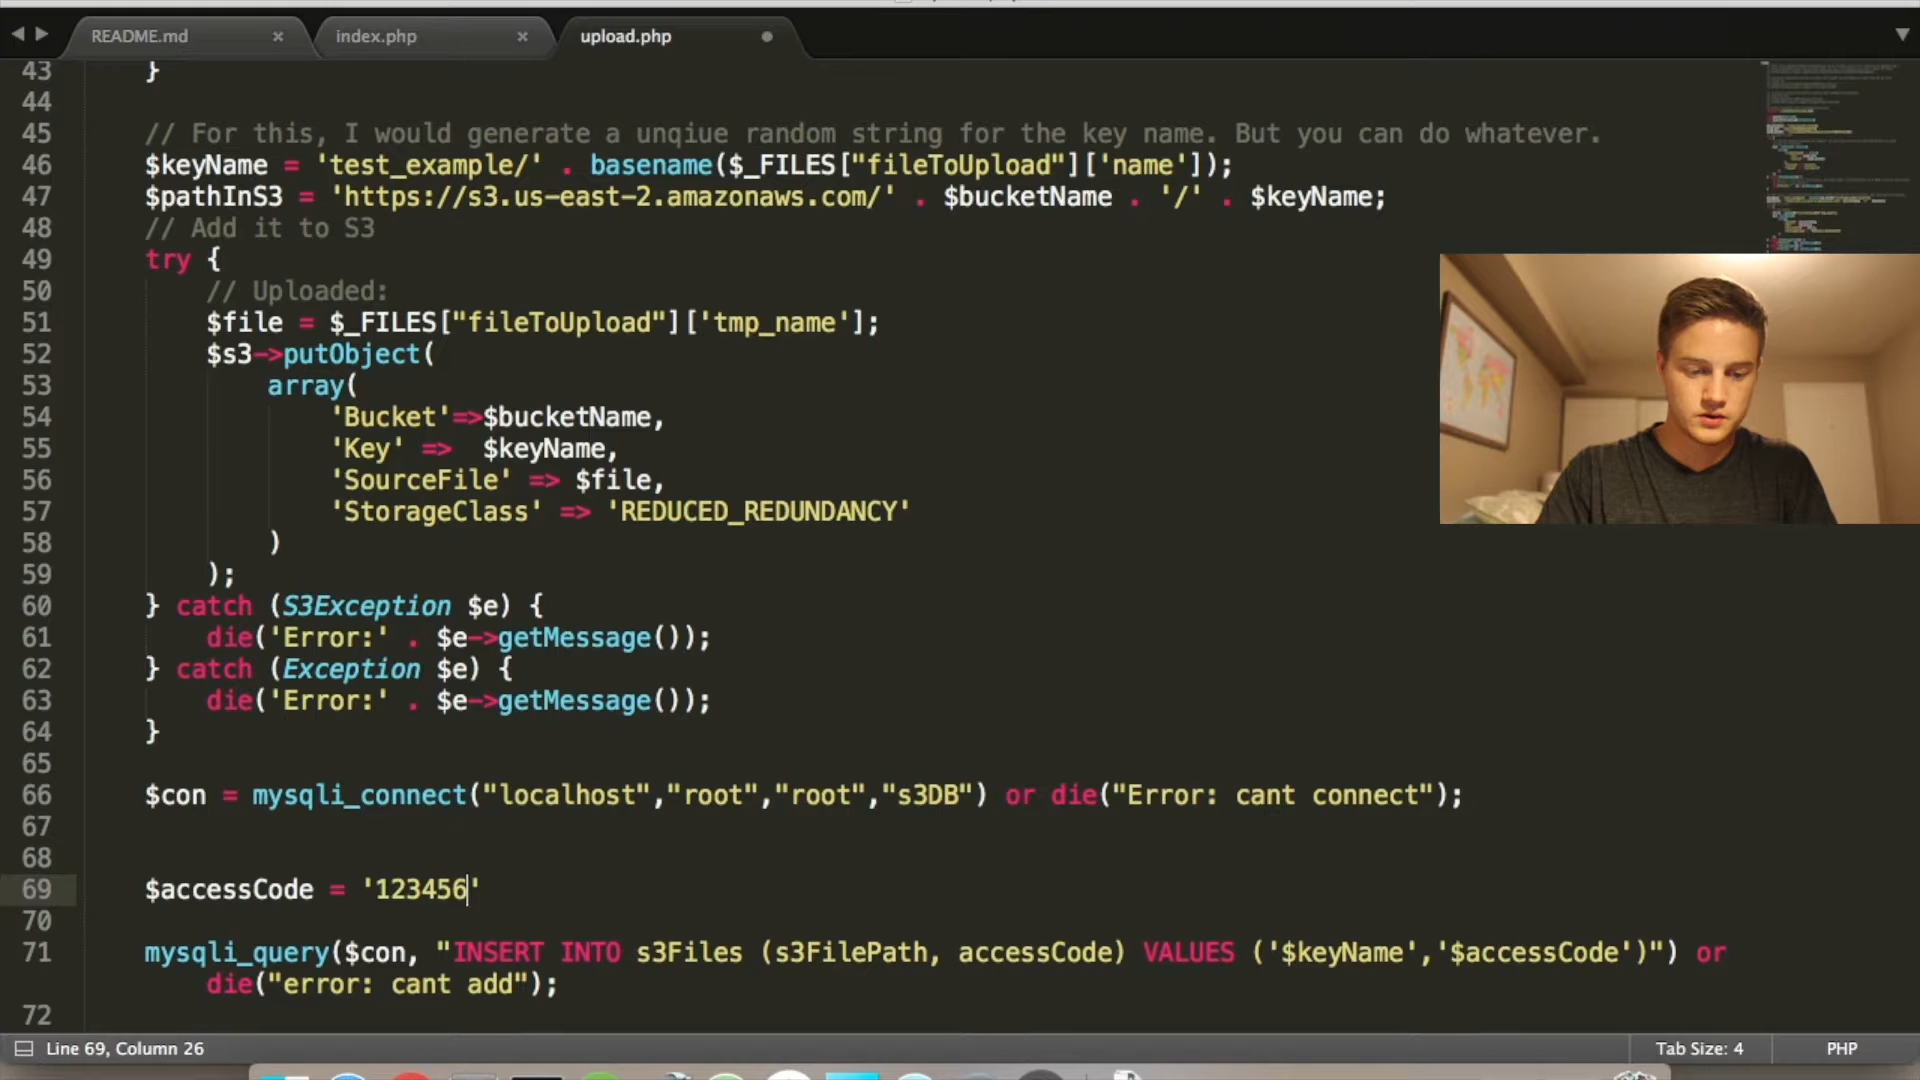 README.md × index.php × upload.php
43 }
44
45 // For this, I would generate a unqiue random string for the key name. But you can do whatever.
46 $keyName = 'test_example/' . basename($_FILES["fileToUpload"]['name']);
47 $pathInS3 = 'https://s3.us-east-2.amazonaws.com/' . $bucketName . '/' . $keyName;
48 // Add it to S3
49 try {
50 // Uploaded:
51 $file = $_FILES["fileToUpload"]['tmp_name'];
52 $s3->putObject(
53 array(
54 'Bucket'=>$bucketName,
55 'Key' =>  $keyName,
56 'SourceFile' => $file,
57 'StorageClass' => 'REDUCED_REDUNDANCY'
58 )
59 );
60 } catch (S3Exception $e) {
61 die('Error:' . $e->getMessage());
62 } catch (Exception $e) {
63 die('Error:' . $e->getMessage());
64 }
65
66 $con = mysqli_connect("localhost","root","root","s3DB") or die("Error: cant connect");
67
68
69 $accessCode = '123456'
70
71 mysqli_query($con, "INSERT INTO s3Files (s3FilePath, accessCode) VALUES ('$keyName','$accessCode')") or
die("error: cant add");
72
Line 69, Column 26 Tab Size: 4 PHP